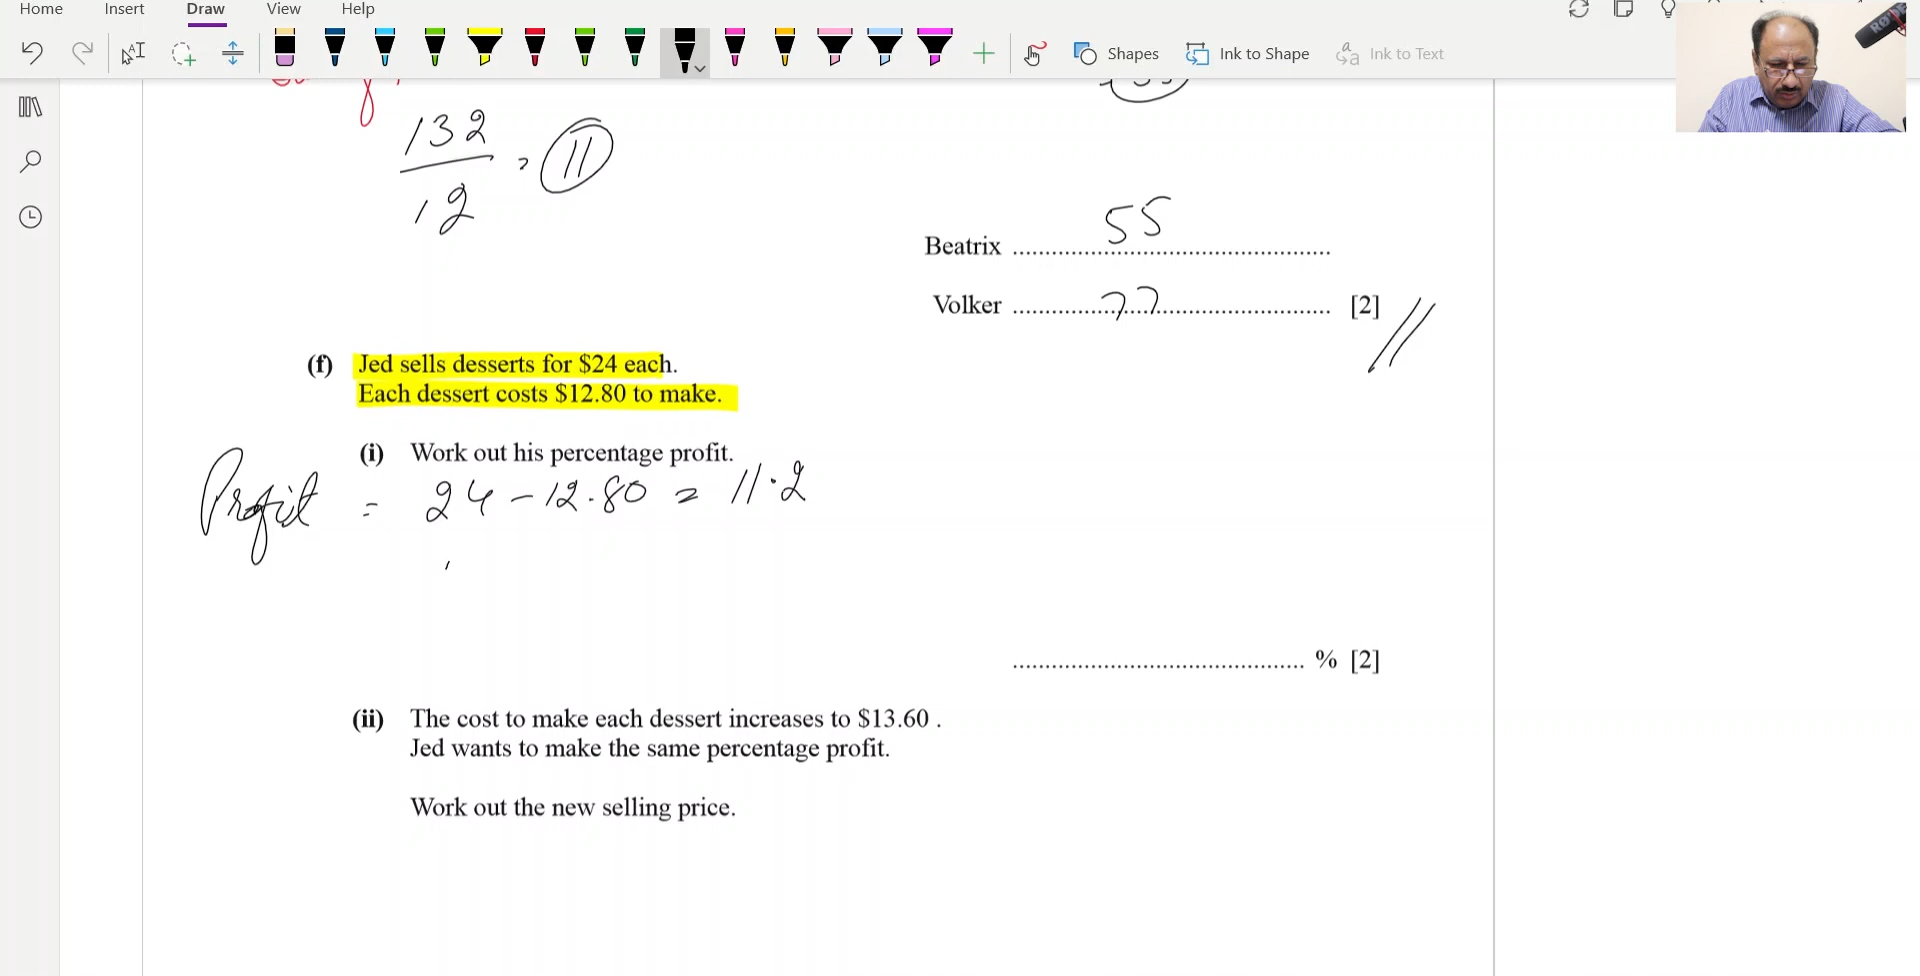 Home Insert Draw View Help
Shapes Ink to Shape Ink to Text
RØDE
132
12
11
55
Beatrix ................................................
Volker ................77................................ [2]
(f) Jed sells desserts for $24 each.
Each dessert costs $12.80 to make.
(i) Work out his percentage profit.
Profit = 24 - 12.80 = 11.2
............................................. % [2]
(ii) The cost to make each dessert increases to $13.60 .
Jed wants to make the same percentage profit.
Work out the new selling price.